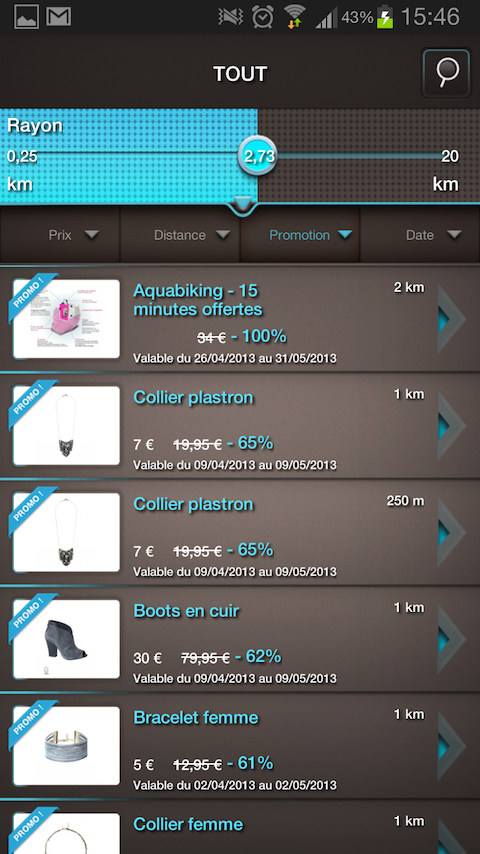 43% 15:46
TOUT
Rayon
0,25 2,73 20
km km
Prix Distance Promotion Date
PROMO !
Aquabiking - 15 2 km
minutes offertes
34 € - 100%
Valable du 26/04/2013 au 31/05/2013
PROMO !
Collier plastron 1 km
7 € 19,95 € - 65%
Valable du 09/04/2013 au 09/05/2013
PROMO !
Collier plastron 250 m
7 € 19,95 € - 65%
Valable du 09/04/2013 au 09/05/2013
PROMO !
Boots en cuir 1 km
30 € 79,95 € - 62%
Valable du 09/04/2013 au 09/05/2013
PROMO !
Bracelet femme 1 km
5 € 12,95 € - 61%
Valable du 02/04/2013 au 02/05/2013
PROMO !
Collier femme 1 km